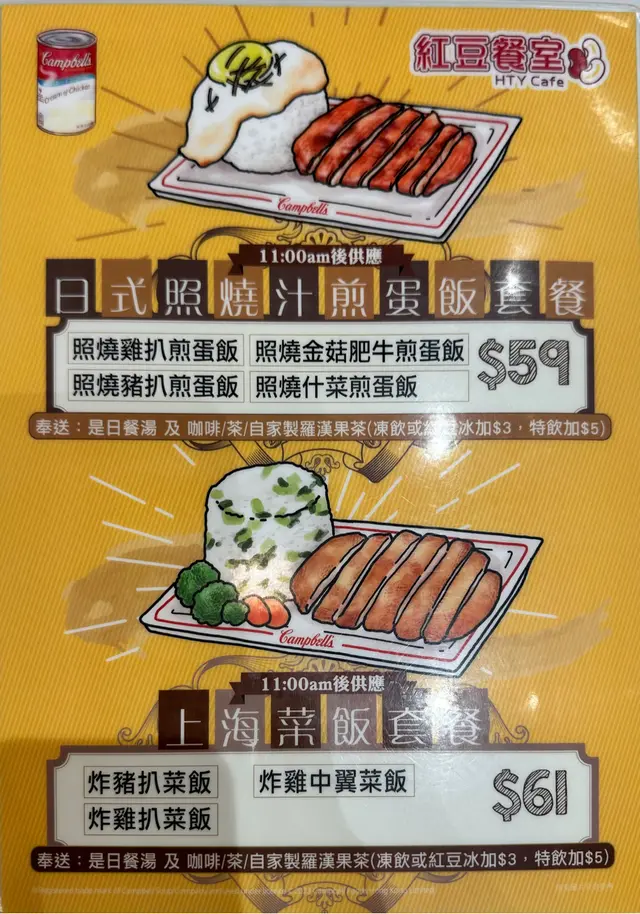 Campbell's
Cream of Chicken
紅豆餐室
HTY Cafe
Campbell's
11:00am後供應
日式照燒汁煎蛋飯套餐
照燒雞扒煎蛋飯 照燒金菇肥牛煎蛋飯 $59
照燒豬扒煎蛋飯 照燒什菜煎蛋飯
奉送：是日餐湯 及 咖啡/茶/自家製羅漢果茶(凍飲或紅豆冰加$3，特飲加$5)
Campbell's
11:00am後供應
上海菜飯套餐
炸豬扒菜飯 炸雞中翼菜飯 $61
炸雞扒菜飯
奉送：是日餐湯 及 咖啡/茶/自家製羅漢果茶(凍飲或紅豆冰加$3，特飲加$5)